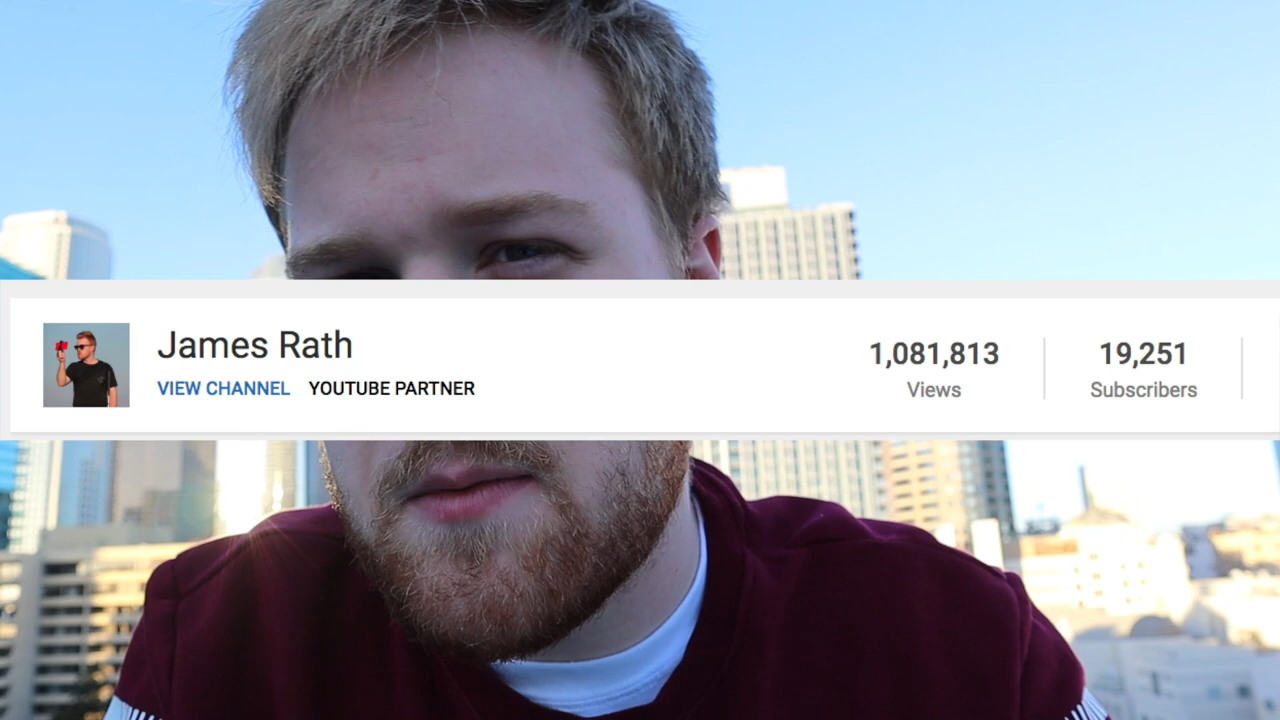 James Rath
VIEW CHANNEL YOUTUBE PARTNER
1,081,813
Views
19,251
Subscribers